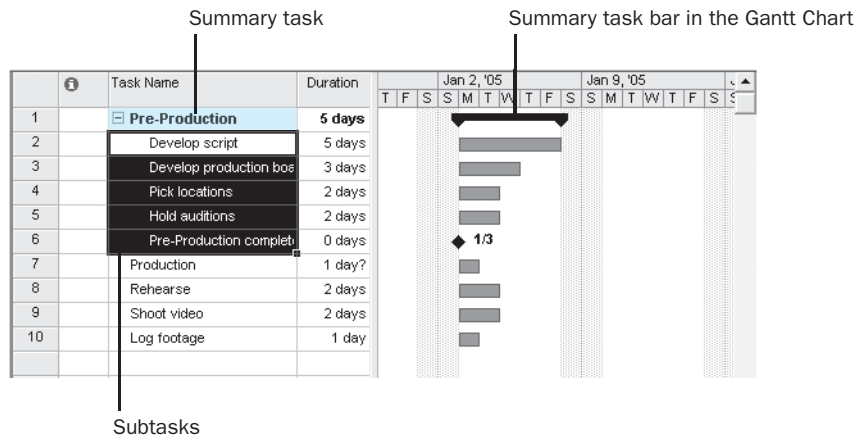 Summary task
Summary task bar in the Gantt Chart
Task Name Duration Jan 2, '05 Jan 9, '05
T F S S M T W T F S S M T W T F S S
1 Pre-Production 5 days
2 Develop script 5 days
3 Develop production boa 3 days
4 Pick locations 2 days
5 Hold auditions 2 days
6 Pre-Production complet 0 days 1/3
7 Production 1 day?
8 Rehearse 2 days
9 Shoot video 2 days
10 Log footage 1 day
Subtasks